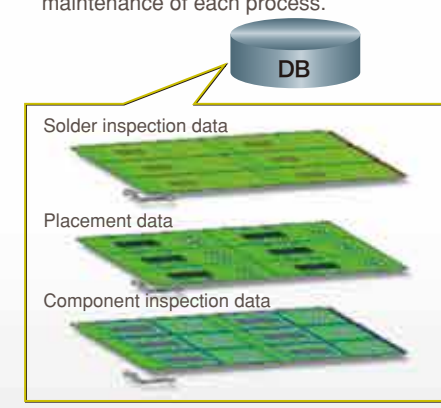 maintenance of each process.
DB
Solder inspection data
Placement data
Component inspection data